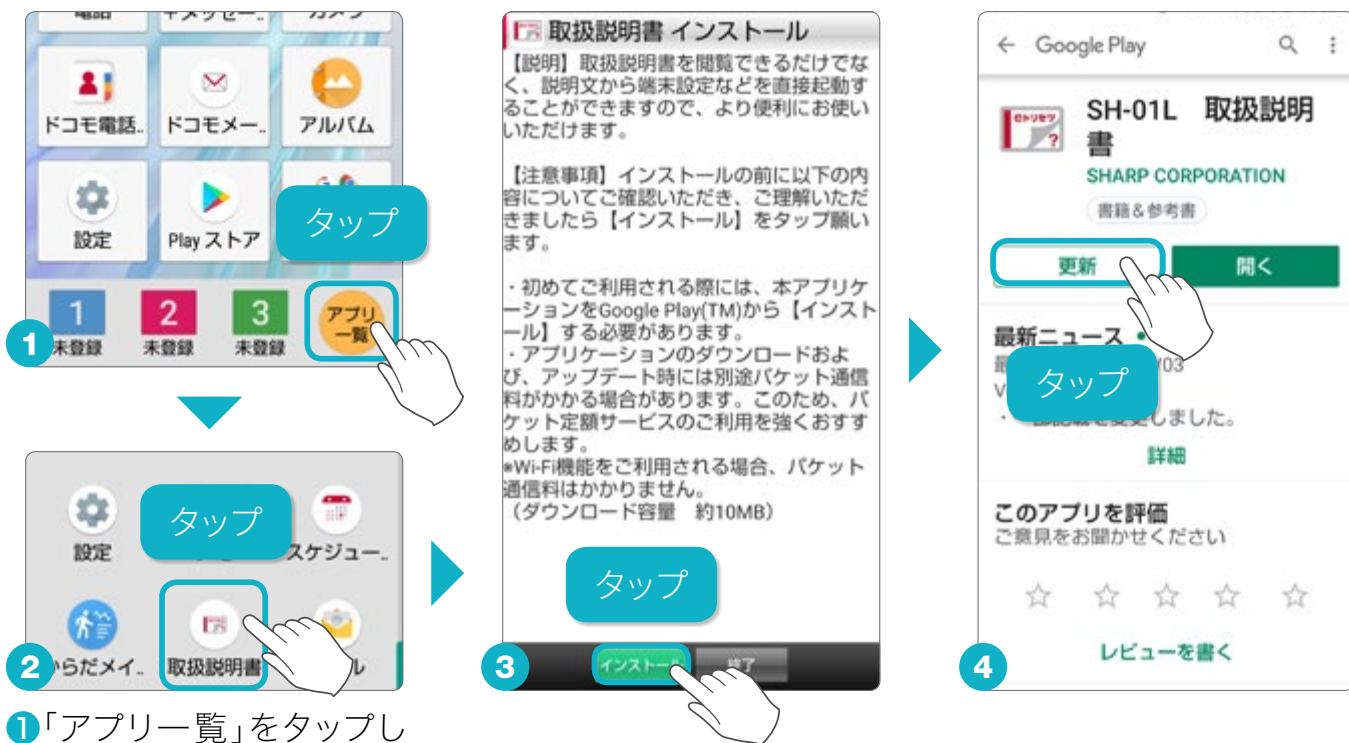 ドコモ電話..
ドコモメー..
アルバム
設定
Play ストア
タップ
1
未登録
2
未登録
3
未登録
アプリ
一覧
1
設定
タップ
スケジュー..
からだメイ..
取扱説明書
2
❶「アプリ一覧」をタップし
取扱説明書 インストール
【説明】取扱説明書を閲覧できるだけでな
く、説明文から端末設定などを直接起動す
ることができますので、より便利にお使い
いただけます。
【注意事項】インストールの前に以下の内
容についてご確認いただき、ご理解いただ
きましたら【インストール】をタップ願い
ます。
・初めてご利用される際には、本アプリケ
ーションをGoogle Play(TM)から【インスト
ール】する必要があります。
・アプリケーションのダウンロードおよ
び、アップデート時には別途パケット通信
料がかかる場合があります。このため、パ
ケット定額サービスのご利用を強くおすす
めします。
※Wi-Fi機能をご利用される場合、パケット
通信料はかかりません。
（ダウンロード容量　約10MB）
タップ
インストール
終了
3
← Google Play
eトリセツ
?
SH-01L　取扱説明
書
SHARP CORPORATION
書籍＆参考書
更新
開く
最新ニュース •
/03
タップ
しました。
詳細
このアプリを評価
ご意見をお聞かせください
レビューを書く
4